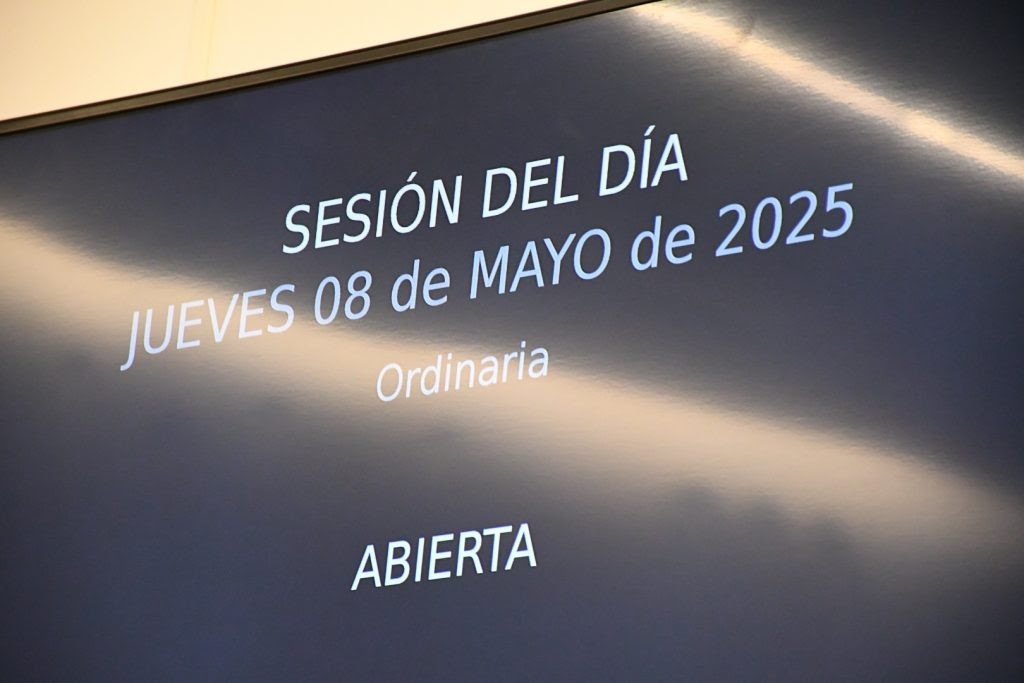 SESIÓN DEL DÍA
JUEVES 08 de MAYO de 2025
Ordinaria
ABIERTA